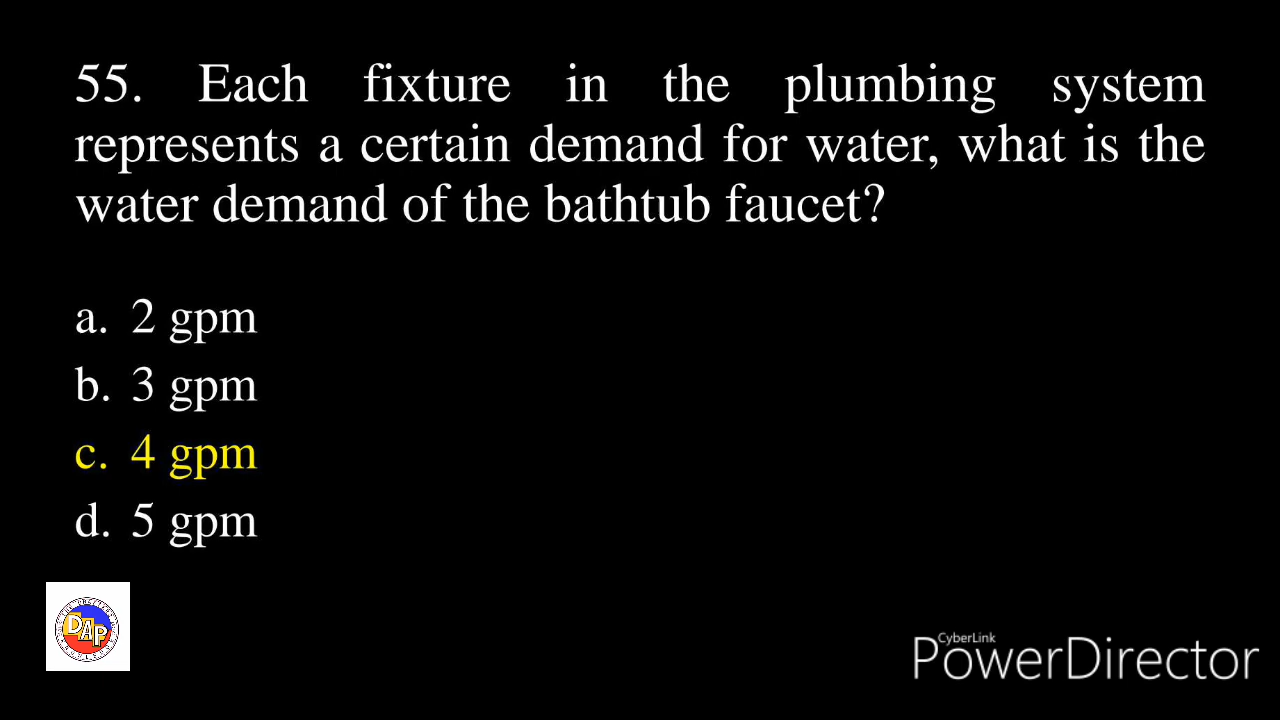 55. Each fixture in the plumbing system
represents a certain demand for water, what is the
water demand of the bathtub faucet?
a. 2 gpm
b. 3 gpm
c. 4 gpm
d. 5 gpm
DAP
CyberLink
PowerDirector